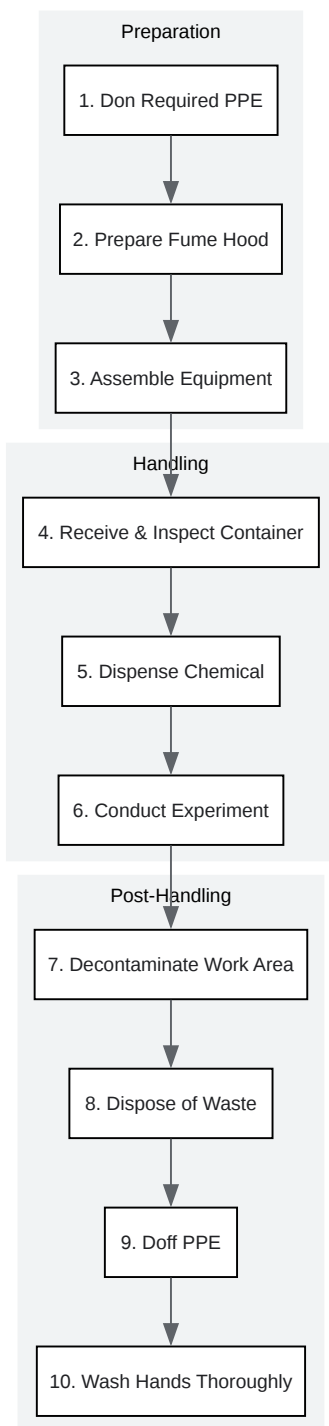 Preparation
1. Don Required PPE
2. Prepare Fume Hood
3. Assemble Equipment
Handling
4. Receive & Inspect Container
5. Dispense Chemical
6. Conduct Experiment
Post-Handling
7. Decontaminate Work Area
8. Dispose of Waste
9. Doff PPE
10. Wash Hands Thoroughly